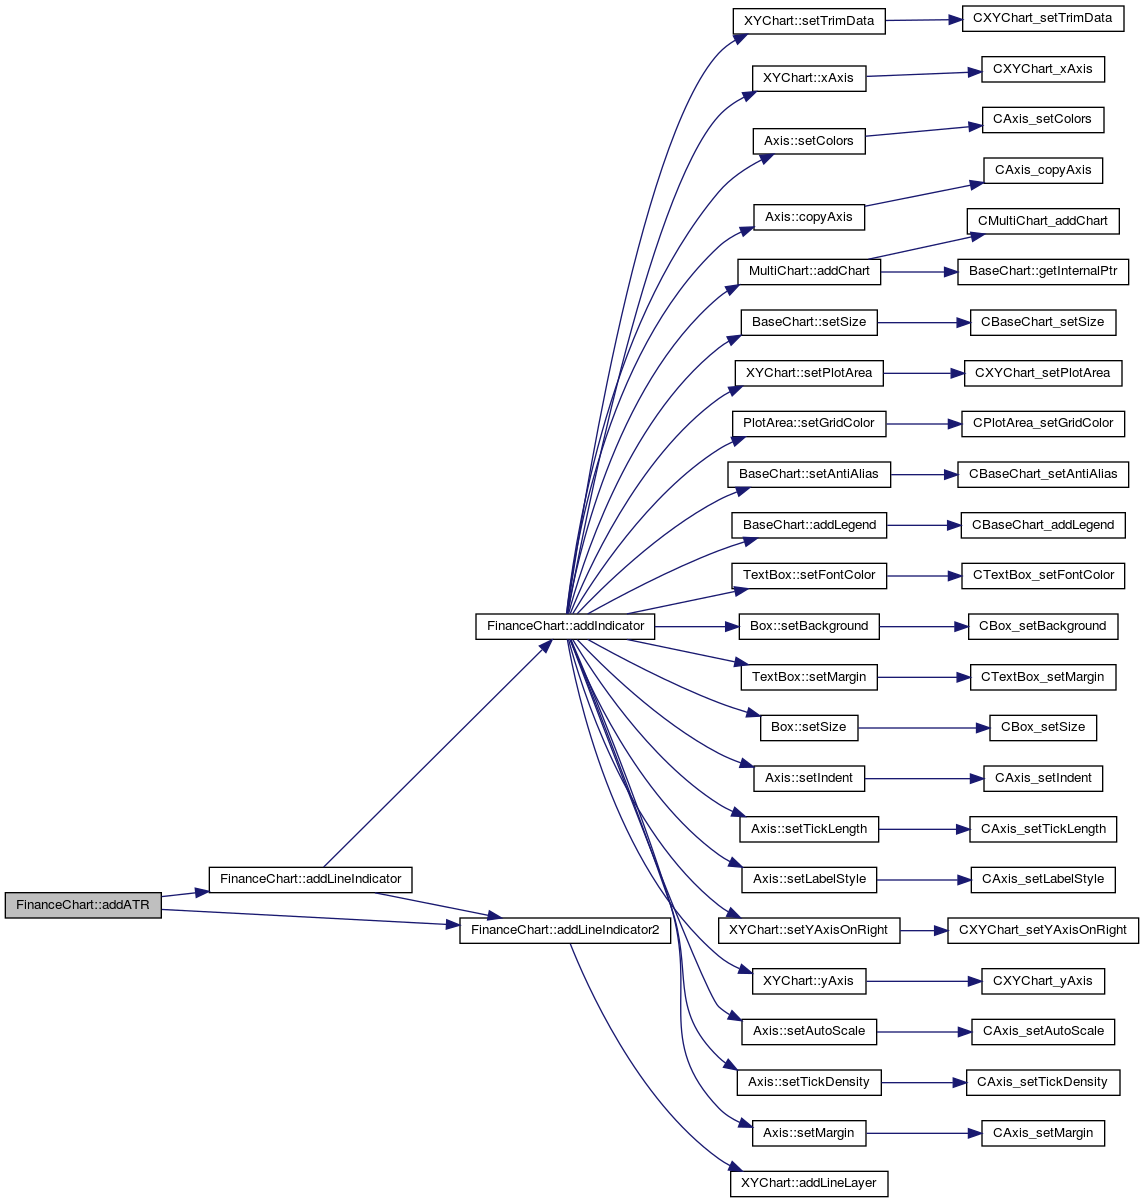 XYChart::setTrimData
CXYChart_setTrimData
XYChart::xAxis
CXYChart_xAxis
Axis::setColors
CAxis_setColors
Axis::copyAxis
CAxis_copyAxis
MultiChart::addChart
CMultiChart_addChart
BaseChart::getInternalPtr
BaseChart::setSize
CBaseChart_setSize
XYChart::setPlotArea
CXYChart_setPlotArea
PlotArea::setGridColor
CPlotArea_setGridColor
BaseChart::setAntiAlias
CBaseChart_setAntiAlias
BaseChart::addLegend
CBaseChart_addLegend
TextBox::setFontColor
CTextBox_setFontColor
FinanceChart::addIndicator
Box::setBackground
CBox_setBackground
TextBox::setMargin
CTextBox_setMargin
Box::setSize
CBox_setSize
Axis::setIndent
CAxis_setIndent
Axis::setTickLength
CAxis_setTickLength
FinanceChart::addLineIndicator
Axis::setLabelStyle
CAxis_setLabelStyle
FinanceChart::addATR
FinanceChart::addLineIndicator2
XYChart::setYAxisOnRight
CXYChart_setYAxisOnRight
XYChart::yAxis
CXYChart_yAxis
Axis::setAutoScale
CAxis_setAutoScale
Axis::setTickDensity
CAxis_setTickDensity
Axis::setMargin
CAxis_setMargin
XYChart::addLineLayer